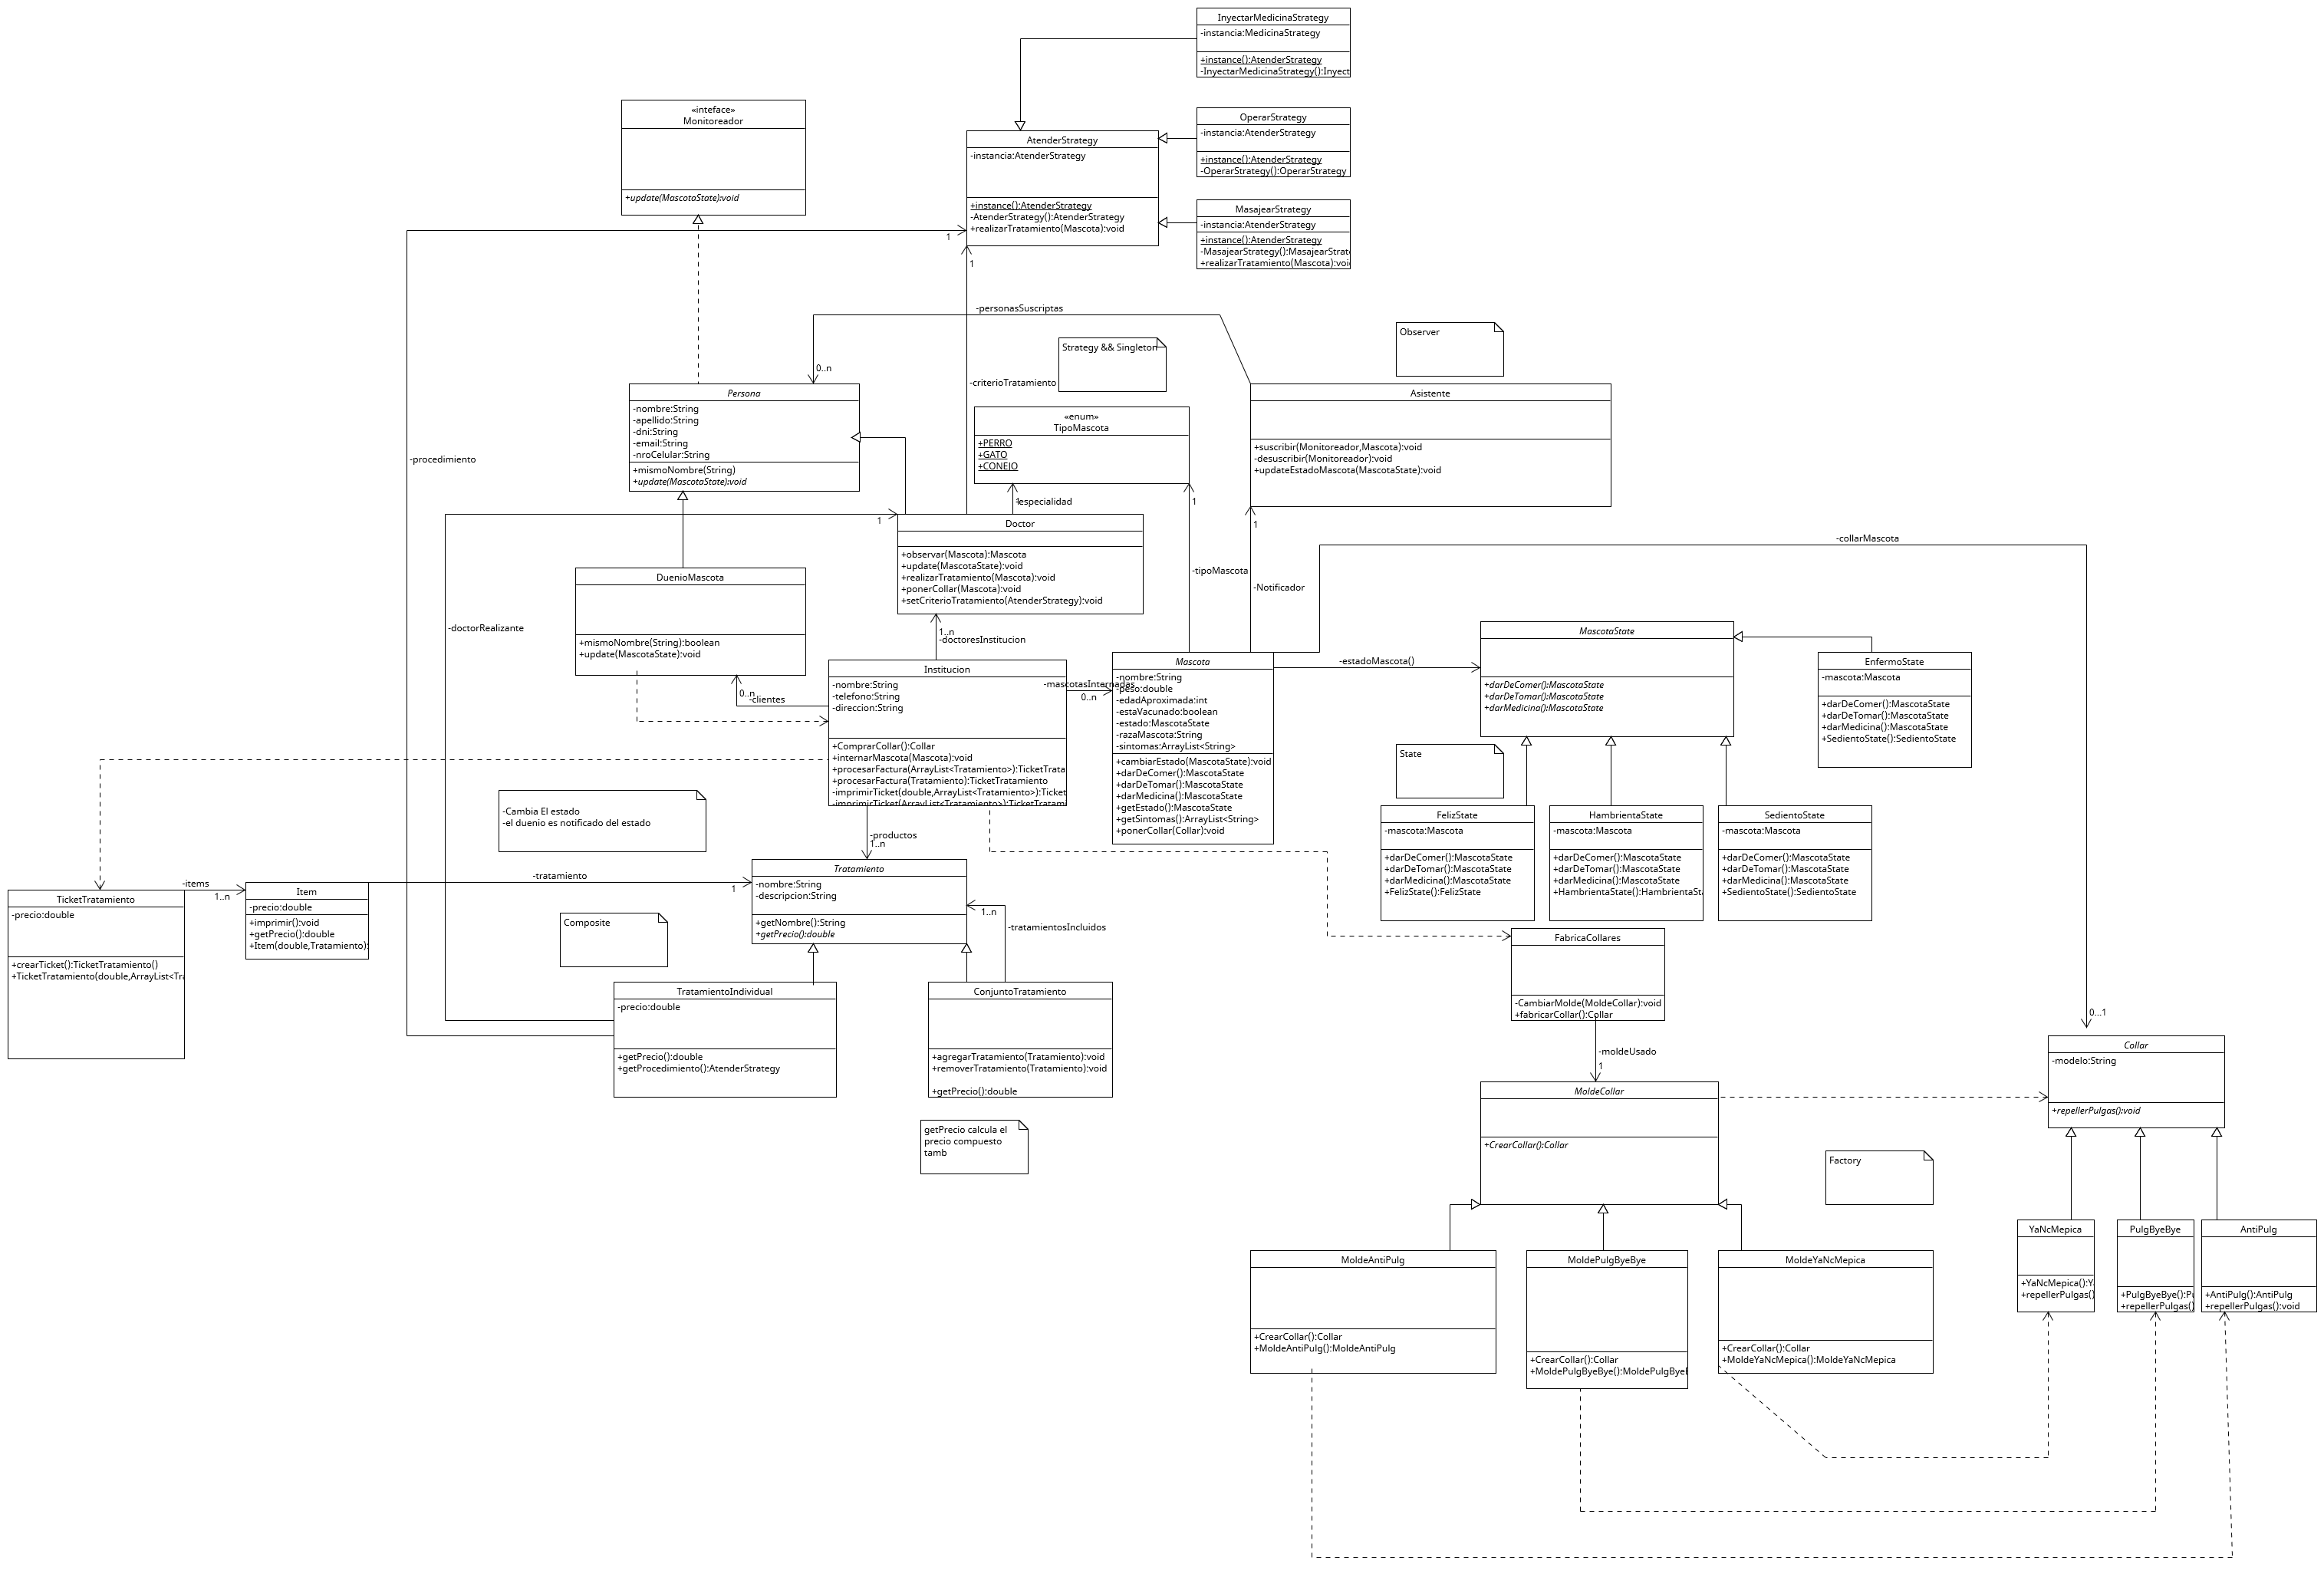 InyectarMedicinaStrategy
-instancia:MedicinaStrategy
+instance():AtenderStrategy
-InyectarMedicinaStrategy():Inyect
«inteface»
Monitoreador
+update(MascotaState):void
OperarStrategy
-instancia:AtenderStrategy
+instance():AtenderStrategy
-OperarStrategy():OperarStrategy
AtenderStrategy
-instancia:AtenderStrategy
+instance():AtenderStrategy
-AtenderStrategy():AtenderStrategy
+realizarTratamiento(Mascota):void
MasajearStrategy
-instancia:AtenderStrategy
+instance():AtenderStrategy
-MasajearStrategy():MasajearStrate
+realizarTratamiento(Mascota):void
1
1
-personasSuscriptas
0..n
Strategy && Singleton
Observer
-criterioTratamiento
Persona
-nombre:String
-apellido:String
-dni:String
-email:String
-nroCelular:String
+mismoNombre(String)
+update(MascotaState):void
«enum»
TipoMascota
+PERRO
+GATO
+CONEJO
Asistente
+suscribir(Monitoreador,Mascota):void
-desuscribir(Monitoreador):void
+updateEstadoMascota(MascotaState):void
-procedimiento
-especialidad
1
1
1
1
Doctor
+observar(Mascota):Mascota
+update(MascotaState):void
+realizarTratamiento(Mascota):void
+ponerCollar(Mascota):void
+setCriterioTratamiento(AtenderStrategy):void
-collarMascota
-tipoMascota
-Notificador
DuenioMascota
+mismoNombre(String):boolean
+update(MascotaState):void
-doctorRealizante
1..n
-doctoresInstitucion
MascotaState
+darDeComer():MascotaState
+darDeTomar():MascotaState
+darMedicina():MascotaState
EnfermoState
-mascota:Mascota
+darDeComer():MascotaState
+darDeTomar():MascotaState
+darMedicina():MascotaState
+SedientoState():SedientoState
Institucion
-nombre:String
-telefono:String
-direccion:String
+ComprarCollar():Collar
+internarMascota(Mascota):void
+procesarFactura(ArrayList<Tratamiento>):TicketTrata
+procesarFactura(Tratamiento):TicketTratamiento
-imprimirTicket(double,ArrayList<Tratamiento>):Ticket
-imprimirTicket(ArrayList<Tratamiento>):TicketTratami
0..n
-clientes
-mascotasInternadas
0..n
Mascota
-nombre:String
-peso:double
-edadAproximada:int
-estaVacunado:boolean
-estado:MascotaState
-razaMascota:String
-sintomas:ArrayList<String>
+cambiarEstado(MascotaState):void
+darDeComer():MascotaState
+darDeTomar():MascotaState
+darMedicina():MascotaState
+getEstado():MascotaState
+getSintomas():ArrayList<String>
+ponerCollar(Collar):void
-estadoMascota()
State
-Cambia El estado
-el duenio es notificado del estado
-productos
1..n
FelizState
-mascota:Mascota
+darDeComer():MascotaState
+darDeTomar():MascotaState
+darMedicina():MascotaState
+FelizState():FelizState
HambrientaState
-mascota:Mascota
+darDeComer():MascotaState
+darDeTomar():MascotaState
+darMedicina():MascotaState
+HambrientaState():HambrientaSta
SedientoState
-mascota:Mascota
+darDeComer():MascotaState
+darDeTomar():MascotaState
+darMedicina():MascotaState
+SedientoState():SedientoState
TicketTratamiento
-precio:double
+crearTicket():TicketTratamiento()
+TicketTratamiento(double,ArrayList<Tra
-items
1..n
Item
-precio:double
+imprimir():void
+getPrecio():double
+Item(double,Tratamiento):
-tratamiento
1
Tratamiento
-nombre:String
-descripcion:String
+getNombre():String
+getPrecio():double
1..n
-tratamientosIncluidos
Composite
FabricaCollares
-CambiarMolde(MoldeCollar):void
+fabricarCollar():Collar
TratamientoIndividual
-precio:double
+getPrecio():double
+getProcedimiento():AtenderStrategy
ConjuntoTratamiento
+agregarTratamiento(Tratamiento):void
+removerTratamiento(Tratamiento):void
+getPrecio():double
-moldeUsado
1
0...1
Collar
-modelo:String
+repellerPulgas():void
MoldeCollar
+CrearCollar():Collar
getPrecio calcula el
precio compuesto
tamb
Factory
YaNcMepica
+YaNcMepica():Ya
+repellerPulgas()
PulgByeBye
+PulgByeBye():Pu
+repellerPulgas()
AntiPulg
+AntiPulg():AntiPulg
+repellerPulgas():void
MoldeAntiPulg
+CrearCollar():Collar
+MoldeAntiPulg():MoldeAntiPulg
MoldePulgByeBye
+CrearCollar():Collar
+MoldePulgByeBye():MoldePulgByeB
MoldeYaNcMepica
+CrearCollar():Collar
+MoldeYaNcMepica():MoldeYaNcMepica